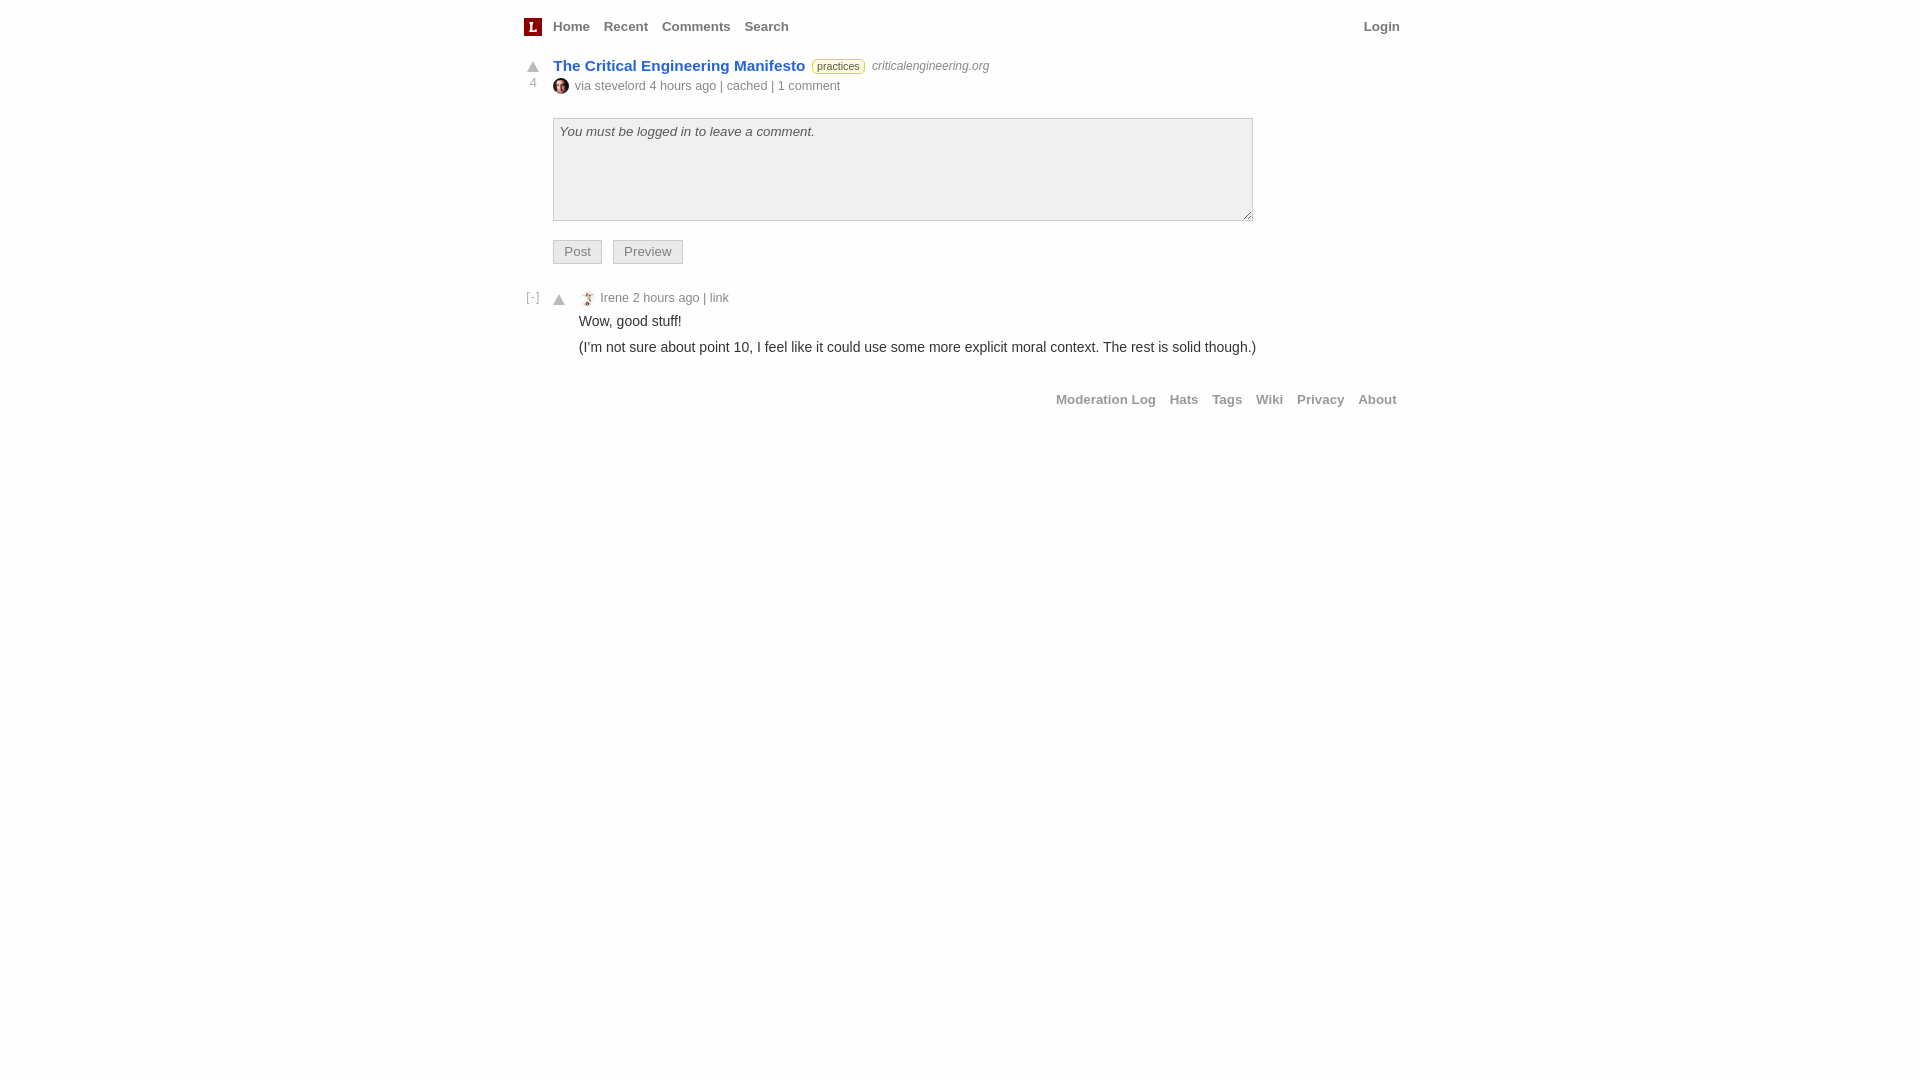 L Home Recent Comments Search Login
The Critical Engineering Manifesto practices criticalengineering.org
4 via stevelord 4 hours ago | cached | 1 comment
You must be logged in to leave a comment.
Post Preview
[-] Irene 2 hours ago | link
Wow, good stuff!
(I’m not sure about point 10, I feel like it could use some more explicit moral context. The rest is solid though.)
Moderation Log Hats Tags Wiki Privacy About